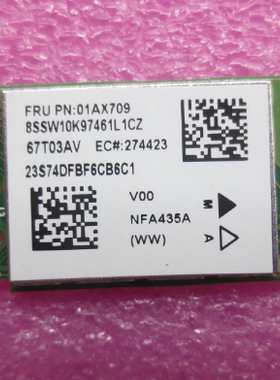 FRU PN:01AX709
8SSW10K97461L1CZ
67T03AV EC#:274423
23S74DFBF6CB6C1
V00
NFA435A
(WW)
M
A